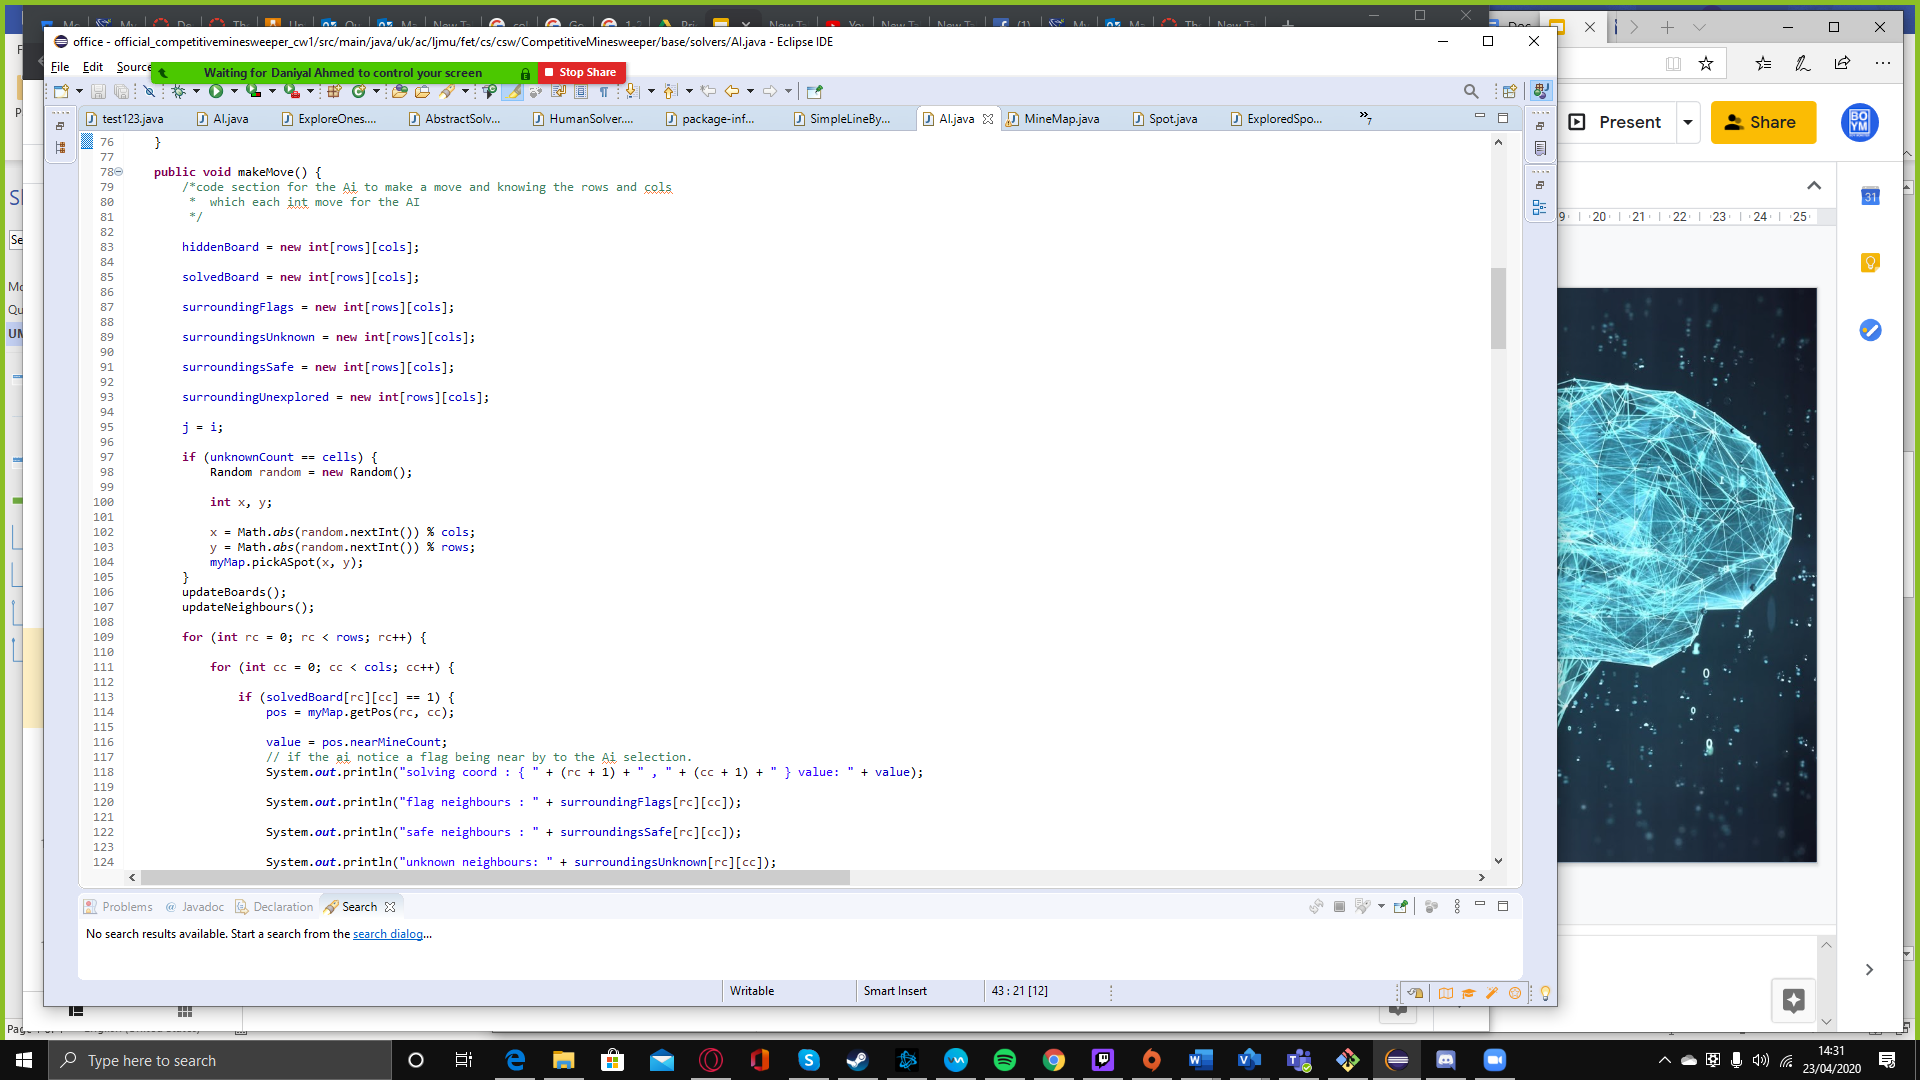 office - official_competitiveminesweeper_cw1/src/main/java/uk/ac/ljmu/fet/cs/csw/CompetitiveMinesweeper/base/solvers/AI.java - Eclipse IDE
File Edit Source
Waiting for Daniyal Ahmed to control your screen
Stop Share
test123.java AI.java ExploreOnes.... AbstractSolv... HumanSolver.... package-inf... SimpleLineBy... AI.java MineMap.java Spot.java ExploredSpo... »7
76 }
77
78 public void makeMove() {
79 /*code section for the Ai to make a move and knowing the rows and cols
80 * which each int move for the AI
81 */
82
83 hiddenBoard = new int[rows][cols];
84
85 solvedBoard = new int[rows][cols];
86
87 surroundingFlags = new int[rows][cols];
88
89 surroundingsUnknown = new int[rows][cols];
90
91 surroundingsSafe = new int[rows][cols];
92
93 surroundingUnexplored = new int[rows][cols];
94
95 j = i;
96
97 if (unknownCount == cells) {
98 Random random = new Random();
99
100 int x, y;
101
102 x = Math.abs(random.nextInt()) % cols;
103 y = Math.abs(random.nextInt()) % rows;
104 myMap.pickASpot(x, y);
105 }
106 updateBoards();
107 updateNeighbours();
108
109 for (int rc = 0; rc < rows; rc++) {
110
111 for (int cc = 0; cc < cols; cc++) {
112
113 if (solvedBoard[rc][cc] == 1) {
114 pos = myMap.getPos(rc, cc);
115
116 value = pos.nearMineCount;
117 // if the ai notice a flag being near by to the Ai selection.
118 System.out.println("solving coord : { " + (rc + 1) + " , " + (cc + 1) + " } value: " + value);
119
120 System.out.println("flag neighbours : " + surroundingFlags[rc][cc]);
121
122 System.out.println("safe neighbours : " + surroundingsSafe[rc][cc]);
123
124 System.out.println("unknown neighbours: " + surroundingsUnknown[rc][cc]);
Problems @ Javadoc Declaration Search
No search results available. Start a search from the search dialog...
Writable Smart Insert 43 : 21 [12]
Present Share
BO
YM
19 20 21 22 23 24 25
31
Type here to search
14:31
23/04/2020